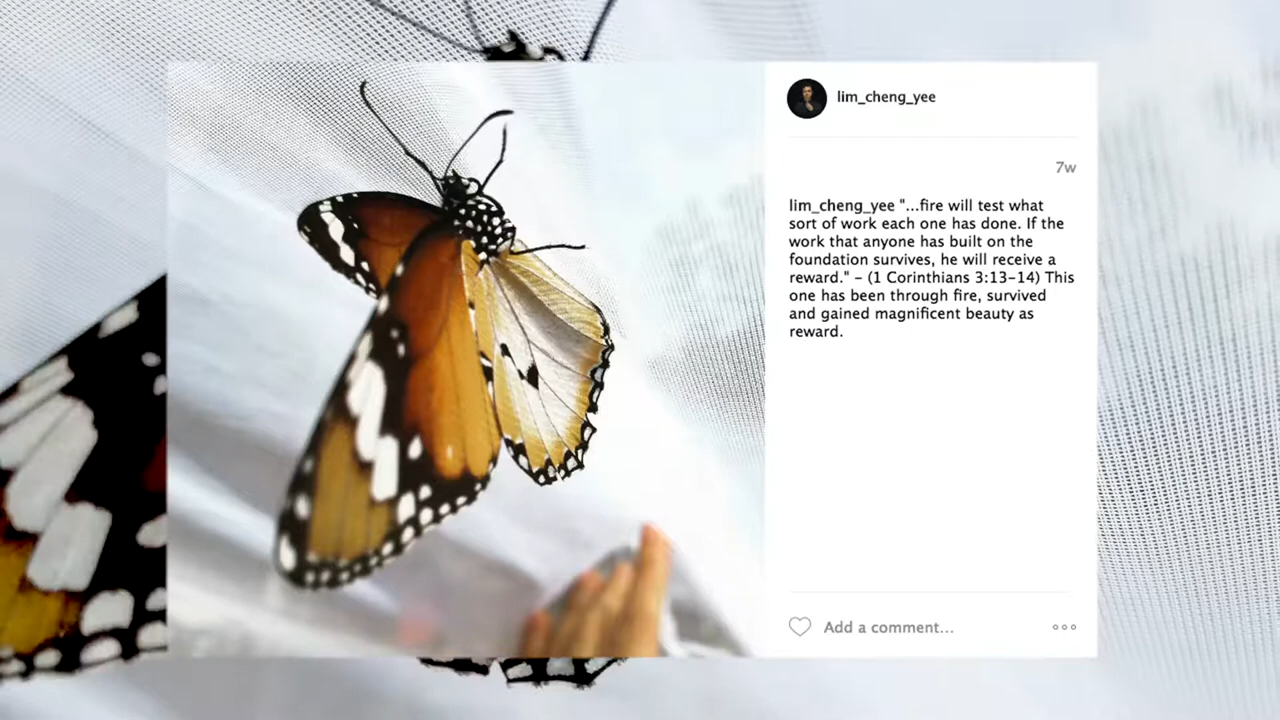 lim_cheng_yee
7w
lim_cheng_yee "...fire will test what
sort of work each one has done. If the
work that anyone has built on the
foundation survives, he will receive a
reward." – (1 Corinthians 3:13–14) This
one has been through fire, survived
and gained magnificent beauty as
reward.
Add a comment...